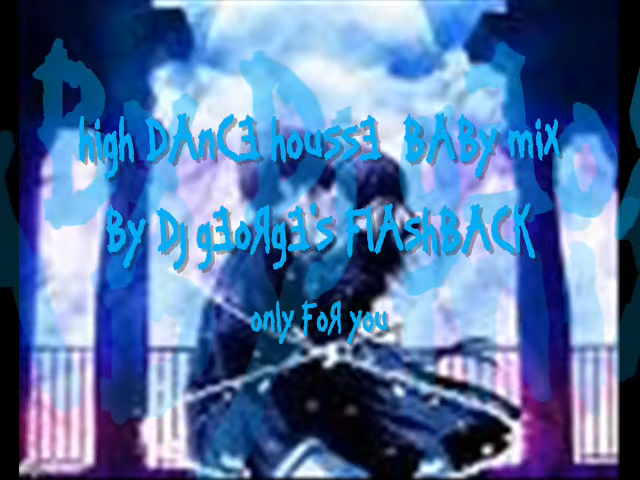 high DAnCE housse BABy mix
By Dj gEoRgE's FlAshBACK
only FoR you